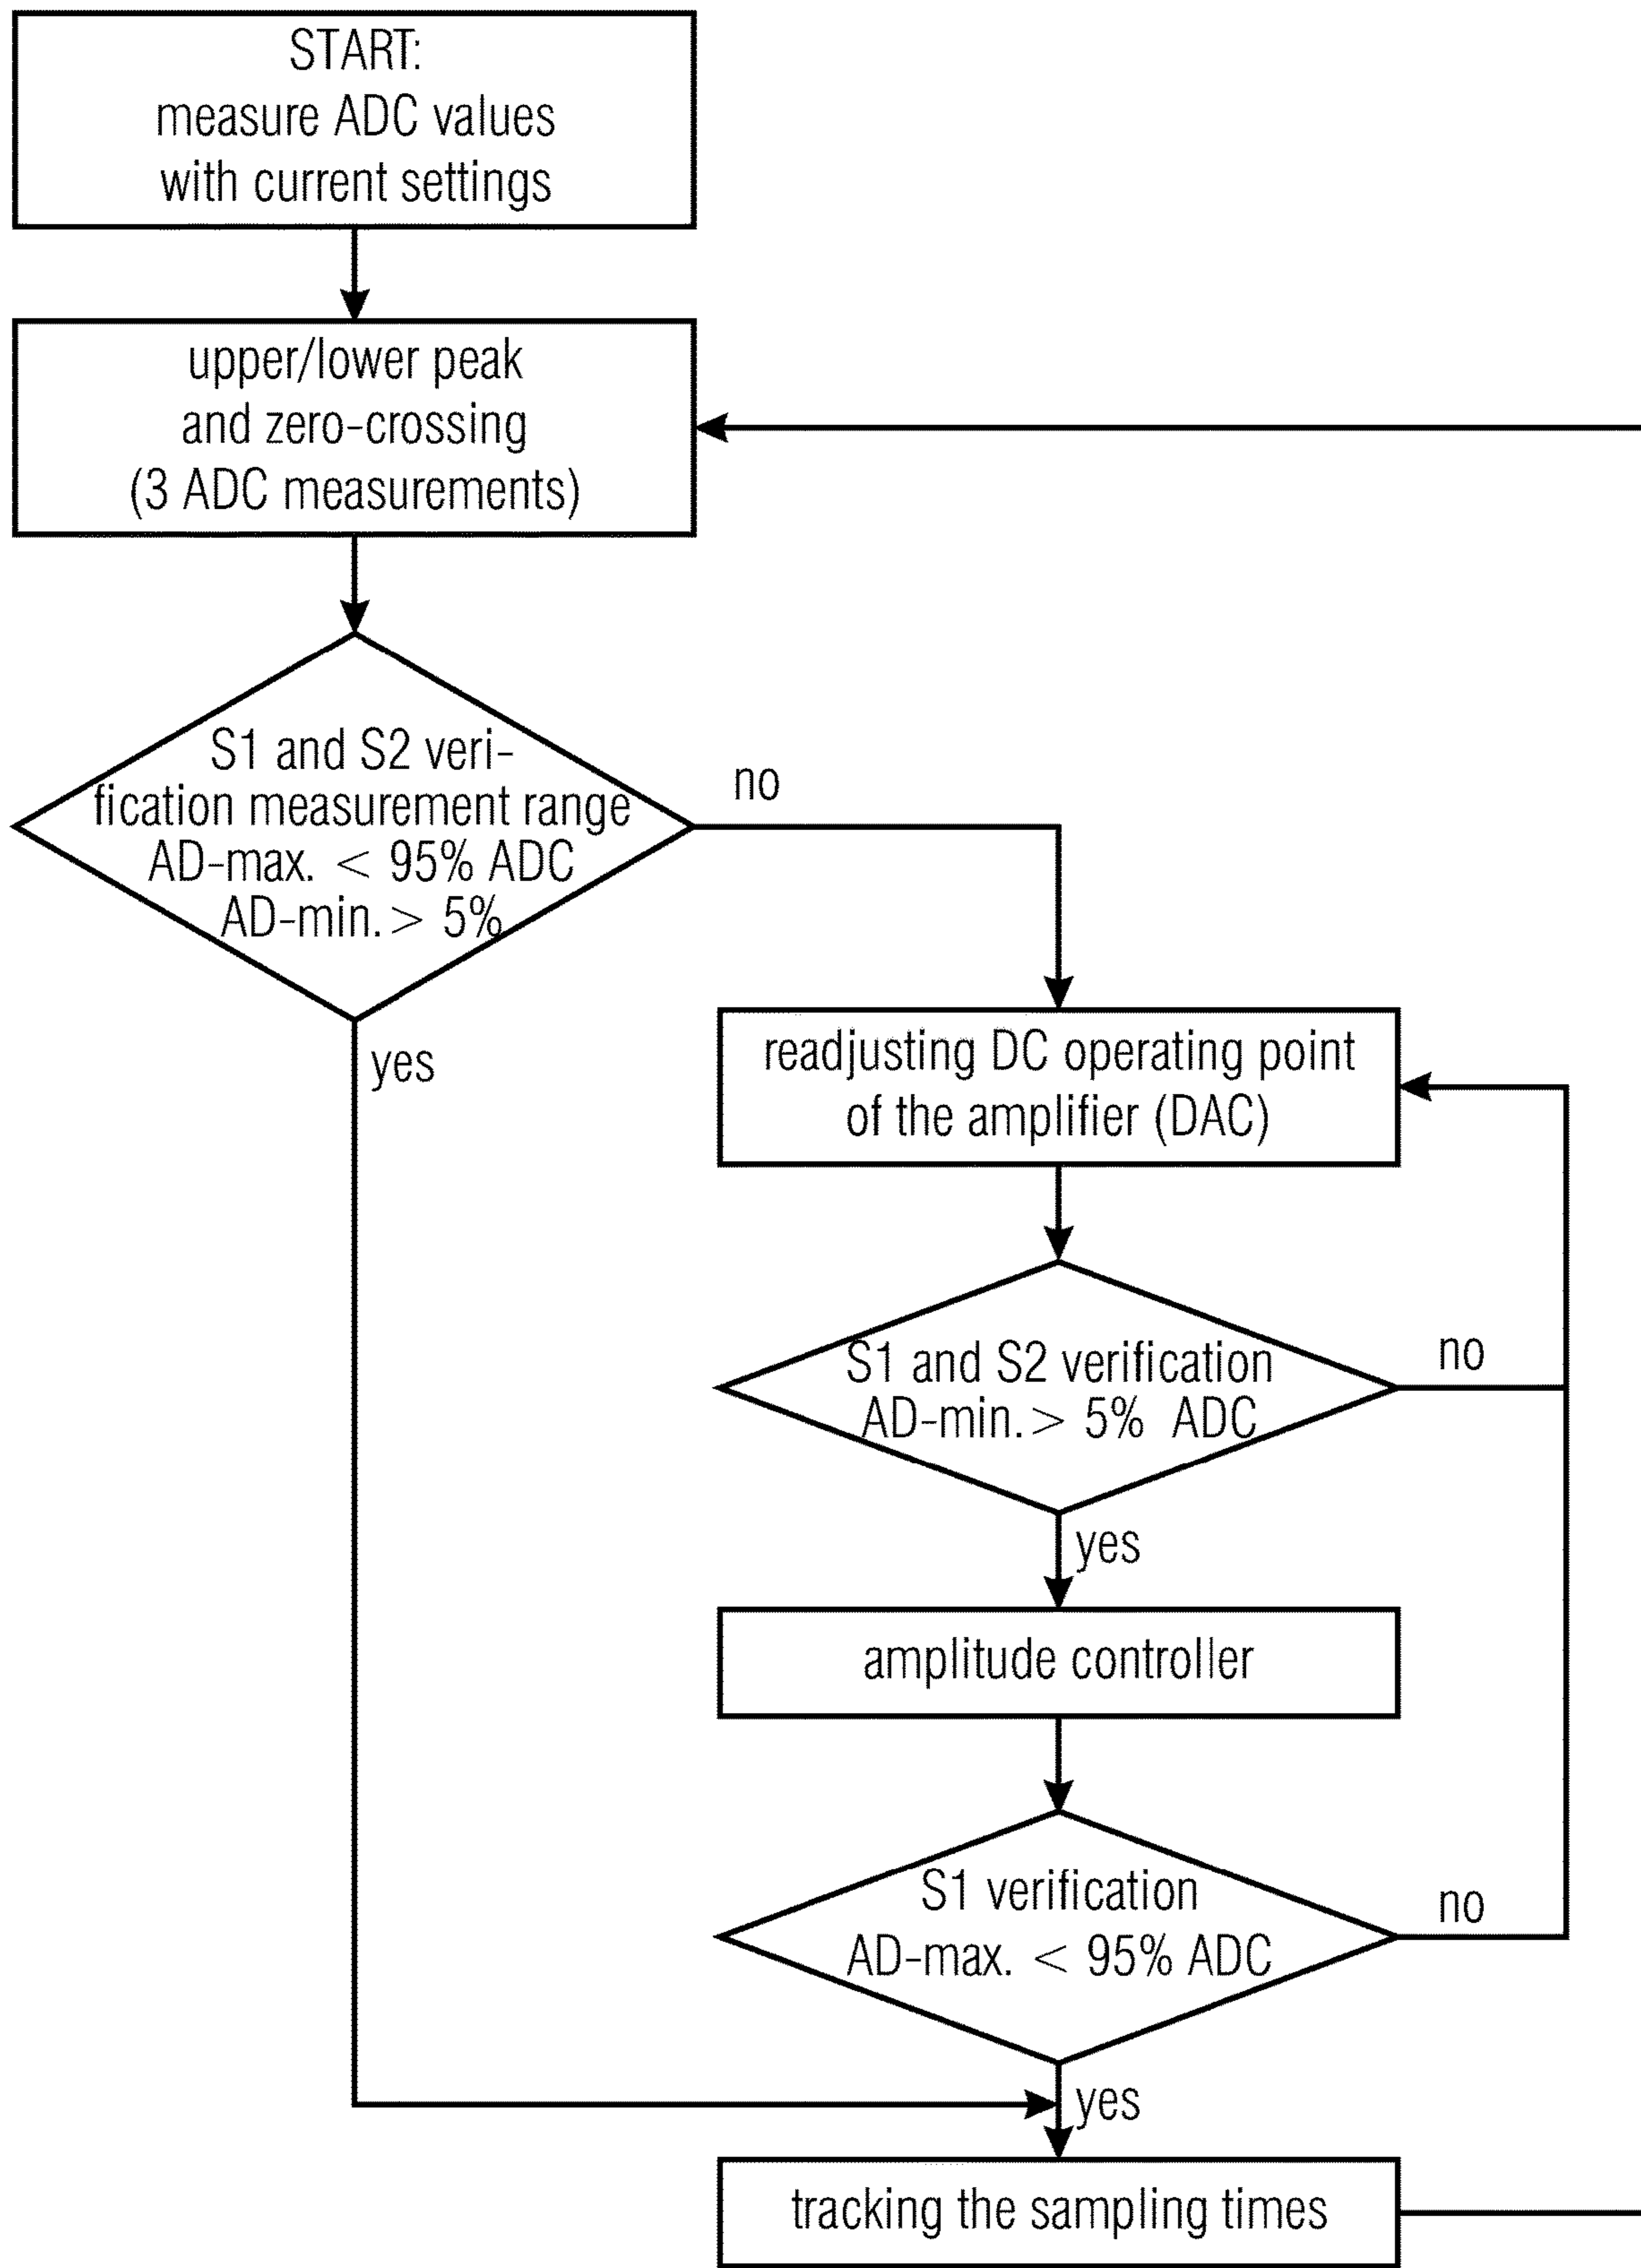 START:
measure ADC values
with current settings
upper/lower peak
and zero-crossing
(3 ADC measurements)
S1 and S2 veri-
fication measurement range
AD-max. < 95% ADC
AD-min. > 5%
no
yes
readjusting DC operating point
of the amplifier (DAC)
S1 and S2 verification
AD-min. > 5% ADC
no
yes
amplitude controller
S1 verification
AD-max. < 95% ADC
no
yes
tracking the sampling times